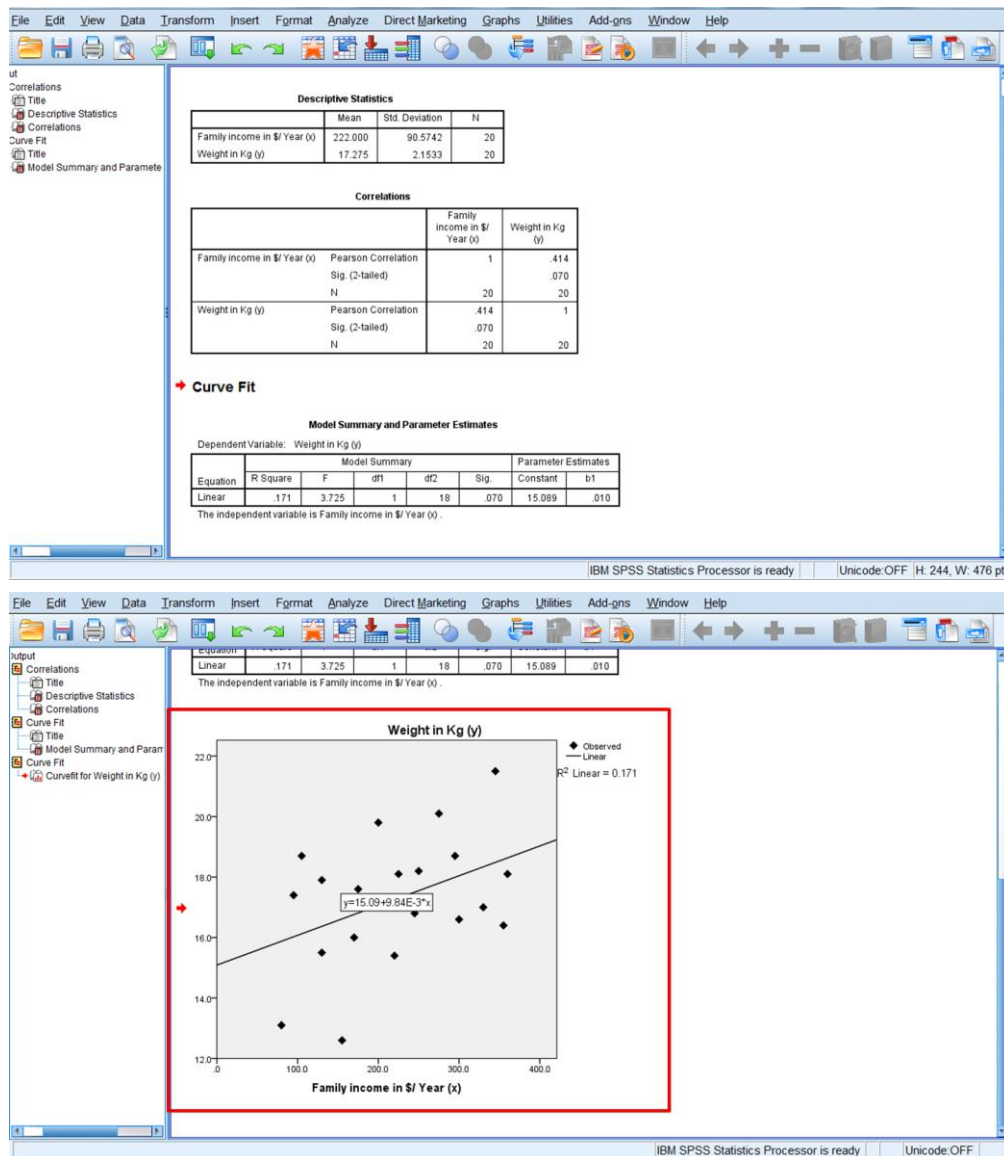 File Edit View Data Transform Insert Format Analyze Direct Marketing Graphs Utilities Add-ons Window Help
ut
Correlations
Title
Descriptive Statistics
Correlations
Curve Fit
Title
Model Summary and Paramete
Descriptive Statistics
Mean Std. Deviation N
Family income in $/ Year (x) 222.000 90.5742 20
Weight in Kg (y) 17.275 2.1533 20
Correlations
Family income in $/ Year (x) Weight in Kg (y)
Family income in $/ Year (x) Pearson Correlation 1 .414
Sig. (2-tailed) .070
N 20 20
Weight in Kg (y) Pearson Correlation .414 1
Sig. (2-tailed) .070
N 20 20
Curve Fit
Model Summary and Parameter Estimates
Dependent Variable: Weight in Kg (y)
Model Summary Parameter Estimates
Equation R Square F df1 df2 Sig. Constant b1
Linear .171 3.725 1 18 .070 15.089 .010
The independent variable is Family income in $/ Year (x) .
IBM SPSS Statistics Processor is ready Unicode:OFF H: 244, W: 476 pt
File Edit View Data Transform Insert Format Analyze Direct Marketing Graphs Utilities Add-ons Window Help
utput
Correlations
Title
Descriptive Statistics
Correlations
Curve Fit
Title
Model Summary and Param
Curve Fit
Curvefit for Weight in Kg (y)
Equation
Linear .171 3.725 1 18 .070 15.089 .010
The independent variable is Family income in $/ Year (x) .
Weight in Kg (y)
Observed
Linear
R² Linear = 0.171
22.0
20.0
18.0
16.0
14.0
12.0
y=15.09+9.84E-3*x
.0 100.0 200.0 300.0 400.0
Family income in $/ Year (x)
IBM SPSS Statistics Processor is ready Unicode:OFF